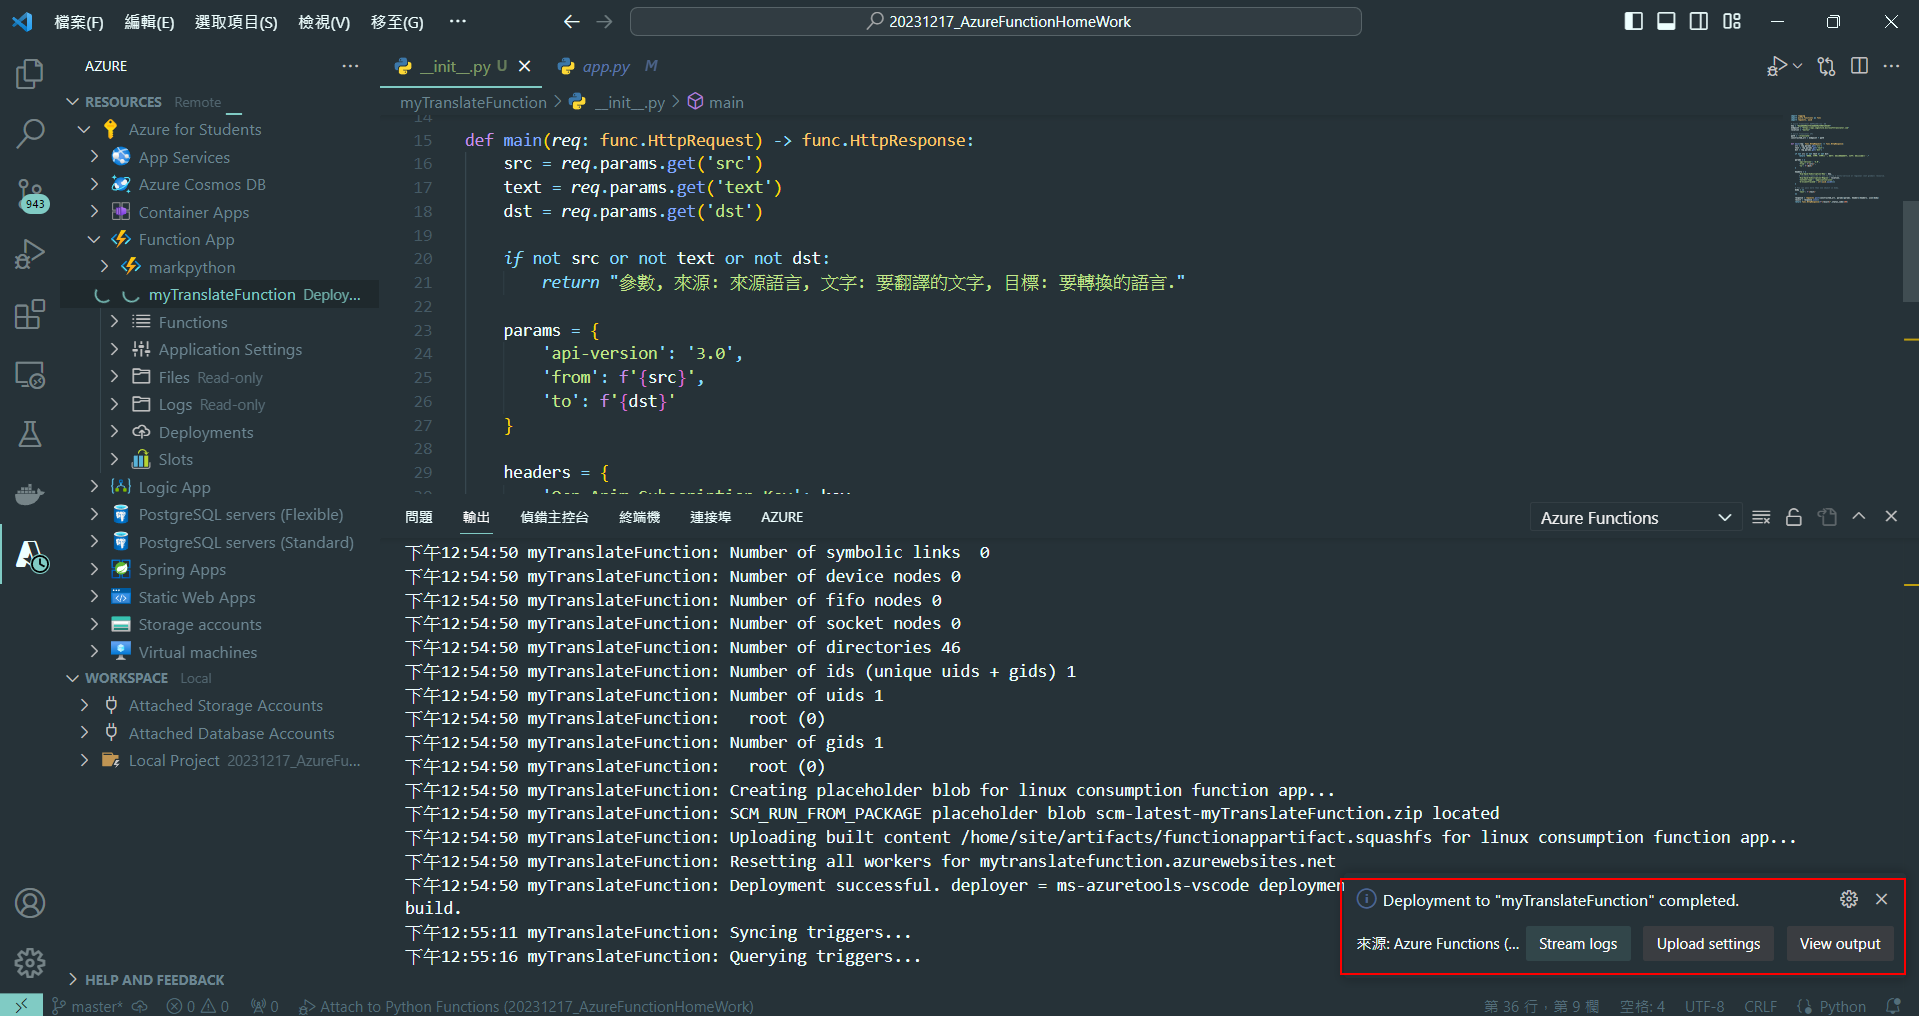 檔案(F) 編輯(E) 選取項目(S) 檢視(V) 移至(G) ···
20231217_AzureFunctionHomeWork
AZURE
RESOURCES Remote
Azure for Students
App Services
Azure Cosmos DB
Container Apps
Function App
markpython
myTranslateFunction Deploy...
Functions
Application Settings
Files Read-only
Logs Read-only
Deployments
Slots
Logic App
PostgreSQL servers (Flexible)
PostgreSQL servers (Standard)
Spring Apps
Static Web Apps
Storage accounts
Virtual machines
WORKSPACE Local
Attached Storage Accounts
Attached Database Accounts
Local Project 20231217_AzureFu...
HELP AND FEEDBACK
943
__init__.py U
app.py M
myTranslateFunction > __init__.py > main
14
15 def main(req: func.HttpRequest) -> func.HttpResponse:
16 src = req.params.get('src')
17 text = req.params.get('text')
18 dst = req.params.get('dst')
19
20 if not src or not text or not dst:
21 return "參數, 來源: 來源語言, 文字: 要翻譯的文字, 目標: 要轉換的語言."
22
23 params = {
24 'api-version': '3.0',
25 'from': f'{src}',
26 'to': f'{dst}'
27 }
28
29 headers = {
30 'Ocp-Apim-Subscription-Key': key,
問題 輸出 偵錯主控台 終端機 連接埠 AZURE
Azure Functions
下午12:54:50 myTranslateFunction: Number of symbolic links  0
下午12:54:50 myTranslateFunction: Number of device nodes 0
下午12:54:50 myTranslateFunction: Number of fifo nodes 0
下午12:54:50 myTranslateFunction: Number of socket nodes 0
下午12:54:50 myTranslateFunction: Number of directories 46
下午12:54:50 myTranslateFunction: Number of ids (unique uids + gids) 1
下午12:54:50 myTranslateFunction: Number of uids 1
下午12:54:50 myTranslateFunction:   root (0)
下午12:54:50 myTranslateFunction: Number of gids 1
下午12:54:50 myTranslateFunction:   root (0)
下午12:54:50 myTranslateFunction: Creating placeholder blob for linux consumption function app...
下午12:54:50 myTranslateFunction: SCM_RUN_FROM_PACKAGE placeholder blob scm-latest-myTranslateFunction.zip located
下午12:54:50 myTranslateFunction: Uploading built content /home/site/artifacts/functionappartifact.squashfs for linux consumption function app...
下午12:54:50 myTranslateFunction: Resetting all workers for mytranslatefunction.azurewebsites.net
下午12:54:50 myTranslateFunction: Deployment successful. deployer = ms-azuretools-vscode deploymen
build.
下午12:55:11 myTranslateFunction: Syncing triggers...
下午12:55:16 myTranslateFunction: Querying triggers...
Deployment to "myTranslateFunction" completed.
來源: Azure Functions (... Stream logs Upload settings View output
master* 0 0 0 Attach to Python Functions (20231217_AzureFunctionHomeWork)
第 36 行，第 9 欄 空格: 4 UTF-8 CRLF Python